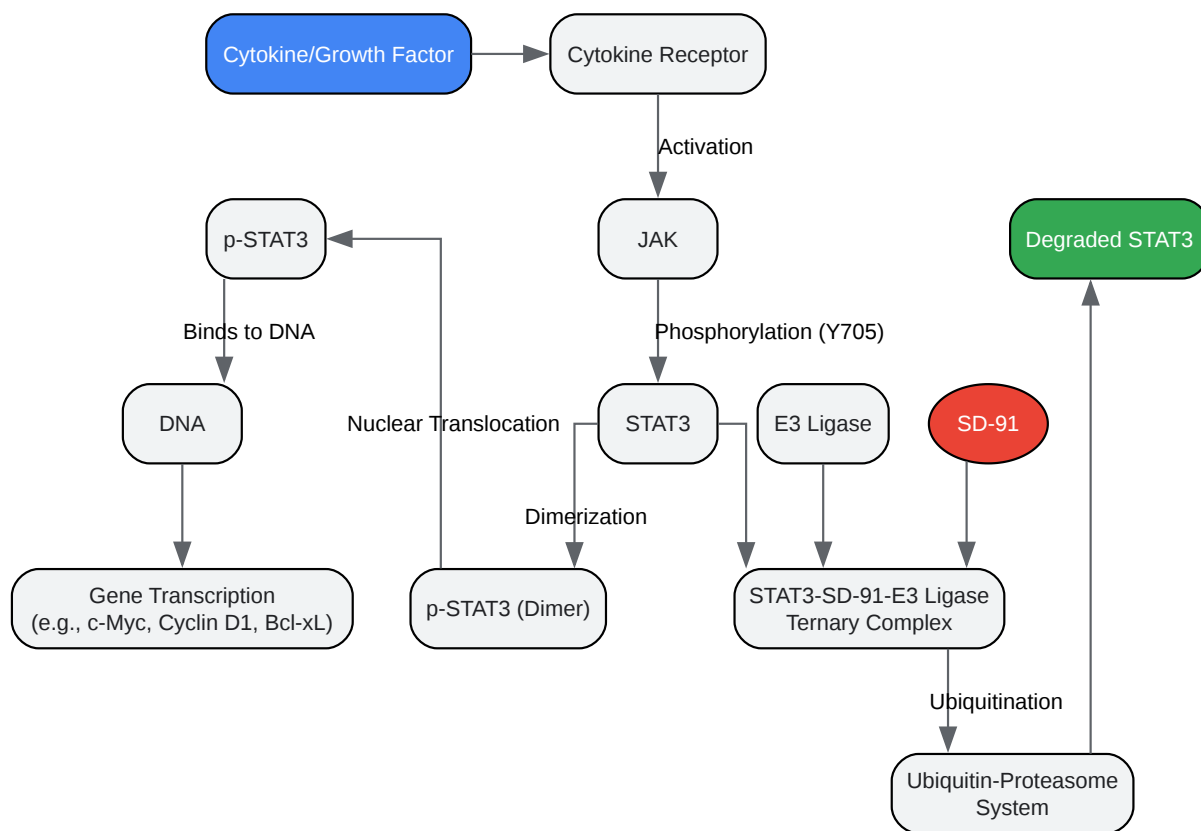 Cytokine/Growth Factor
Cytokine Receptor
Activation
p-STAT3
JAK
Degraded STAT3
Binds to DNA
Phosphorylation (Y705)
DNA
Nuclear Translocation
STAT3
E3 Ligase
SD-91
Dimerization
Gene Transcription
(e.g., c-Myc, Cyclin D1, Bcl-xL)
p-STAT3 (Dimer)
STAT3-SD-91-E3 Ligase
Ternary Complex
Ubiquitination
Ubiquitin-Proteasome
System